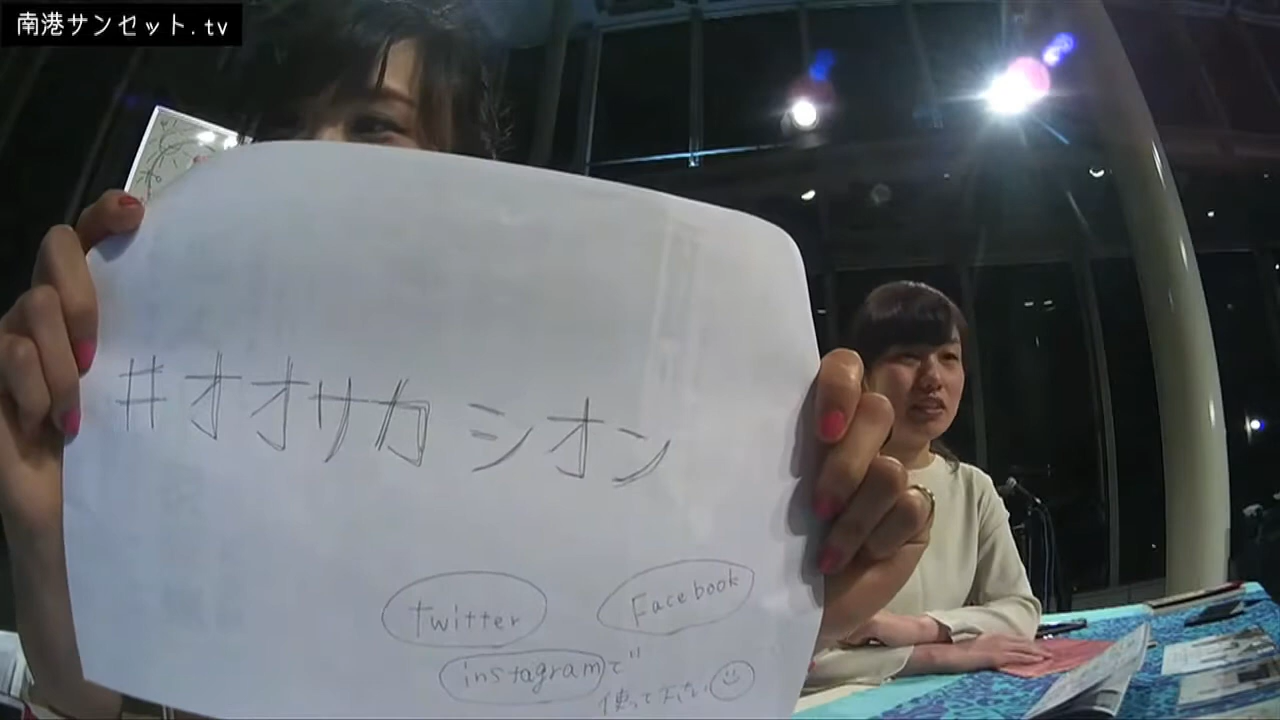 南港サンセット.tv
#オオサカシオン
twitter
Facebook
instagramで
使って下さい